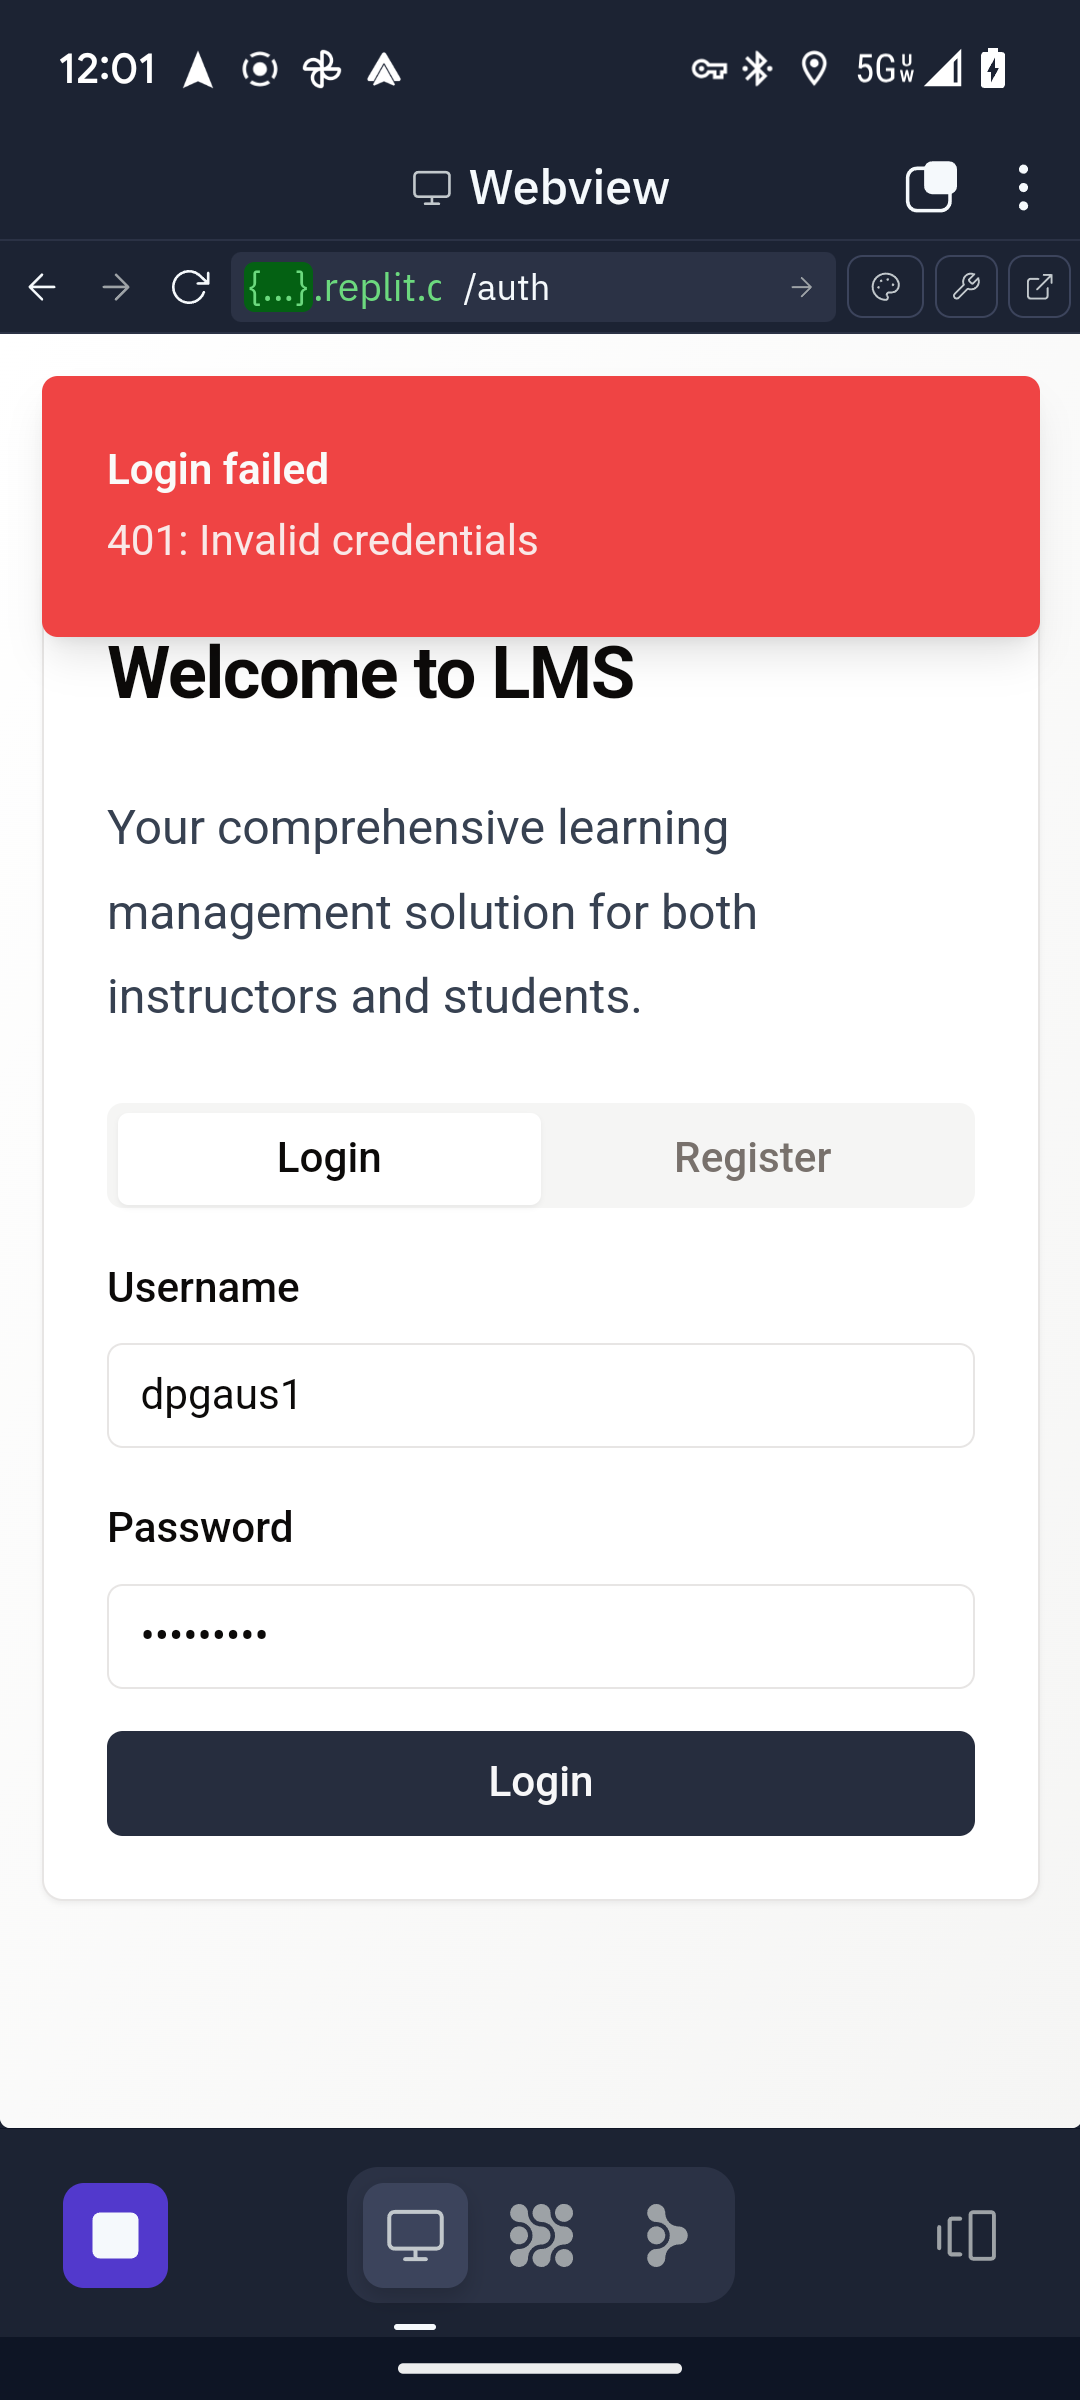 12:01
5G UW
Webview
{...}.replit.c /auth
Login failed
401: Invalid credentials
Welcome to LMS
Your comprehensive learning
management solution for both
instructors and students.
Login Register
Username
dpgaus1
Password
•••••••••
Login